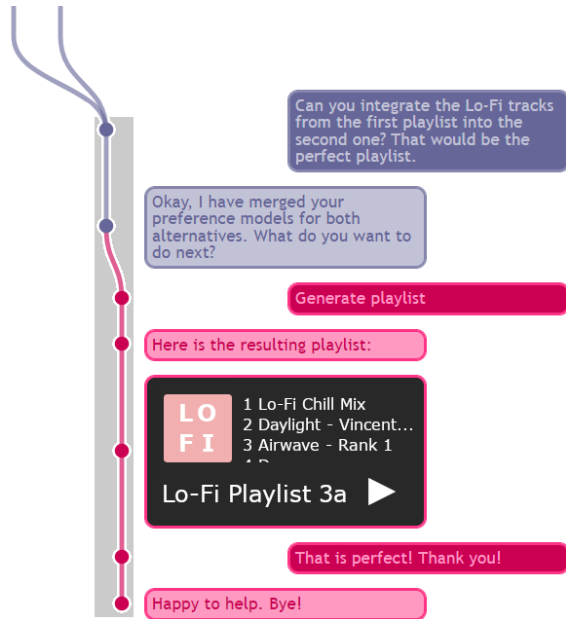 Can you integrate the Lo-Fi tracks
from the first playlist into the
second one? That would be the
perfect playlist.
Okay, I have merged your
preference models for both
alternatives. What do you want to
do next?
Generate playlist
Here is the resulting playlist:
LO
FI
1 Lo-Fi Chill Mix
2 Daylight - Vincent...
3 Airwave - Rank 1
Lo-Fi Playlist 3a
That is perfect! Thank you!
Happy to help. Bye!